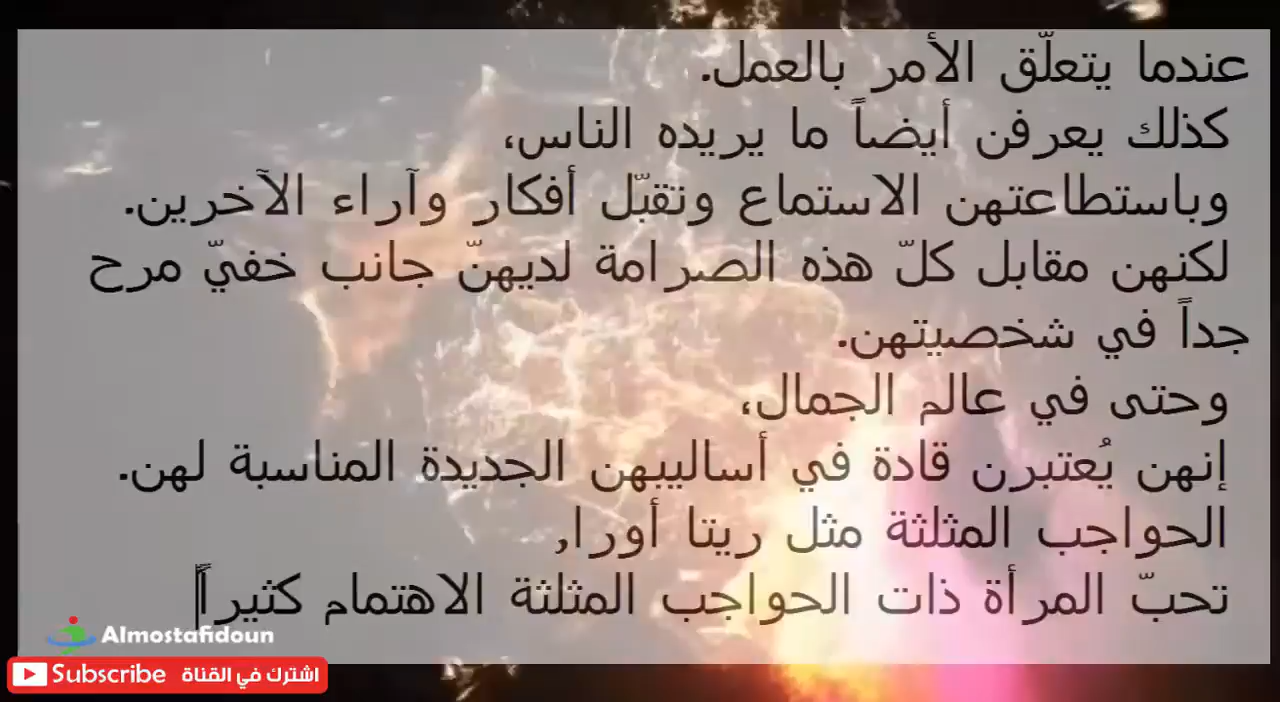 عندما يتعلّق الأمر بالعمل.
كذلك يعرفن أيضاً ما يريده الناس،
وباستطاعتهن الاستماع وتقبّل أفكار وآراء الآخرين.
لكنهن مقابل كلّ هذه الصرامة لديهنّ جانب خفيّ مرح
جداً في شخصيتهن.
وحتى في عالم الجمال،
إنهن يُعتبرن قادة في أساليبهن الجديدة المناسبة لهن.
الحواجب المثلثة مثل ريتا أورا,
تحبّ المرأة ذات الحواجب المثلثة الاهتمام كثيراً
Almostafidoun
Subscribe اشترك في القناة